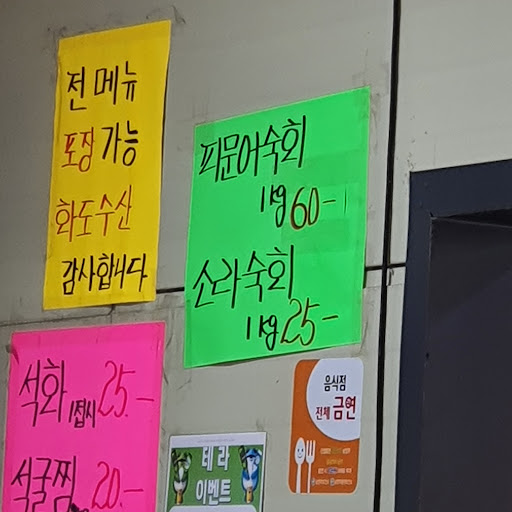 전 메뉴
포장 가능
화도수산
감사합니다
피문어숙회
1kg 60-
소라숙회
1kg 25-
석화 1접시 25.-
석굴찜 20.-
음식점
전체 금연
테라
이벤트